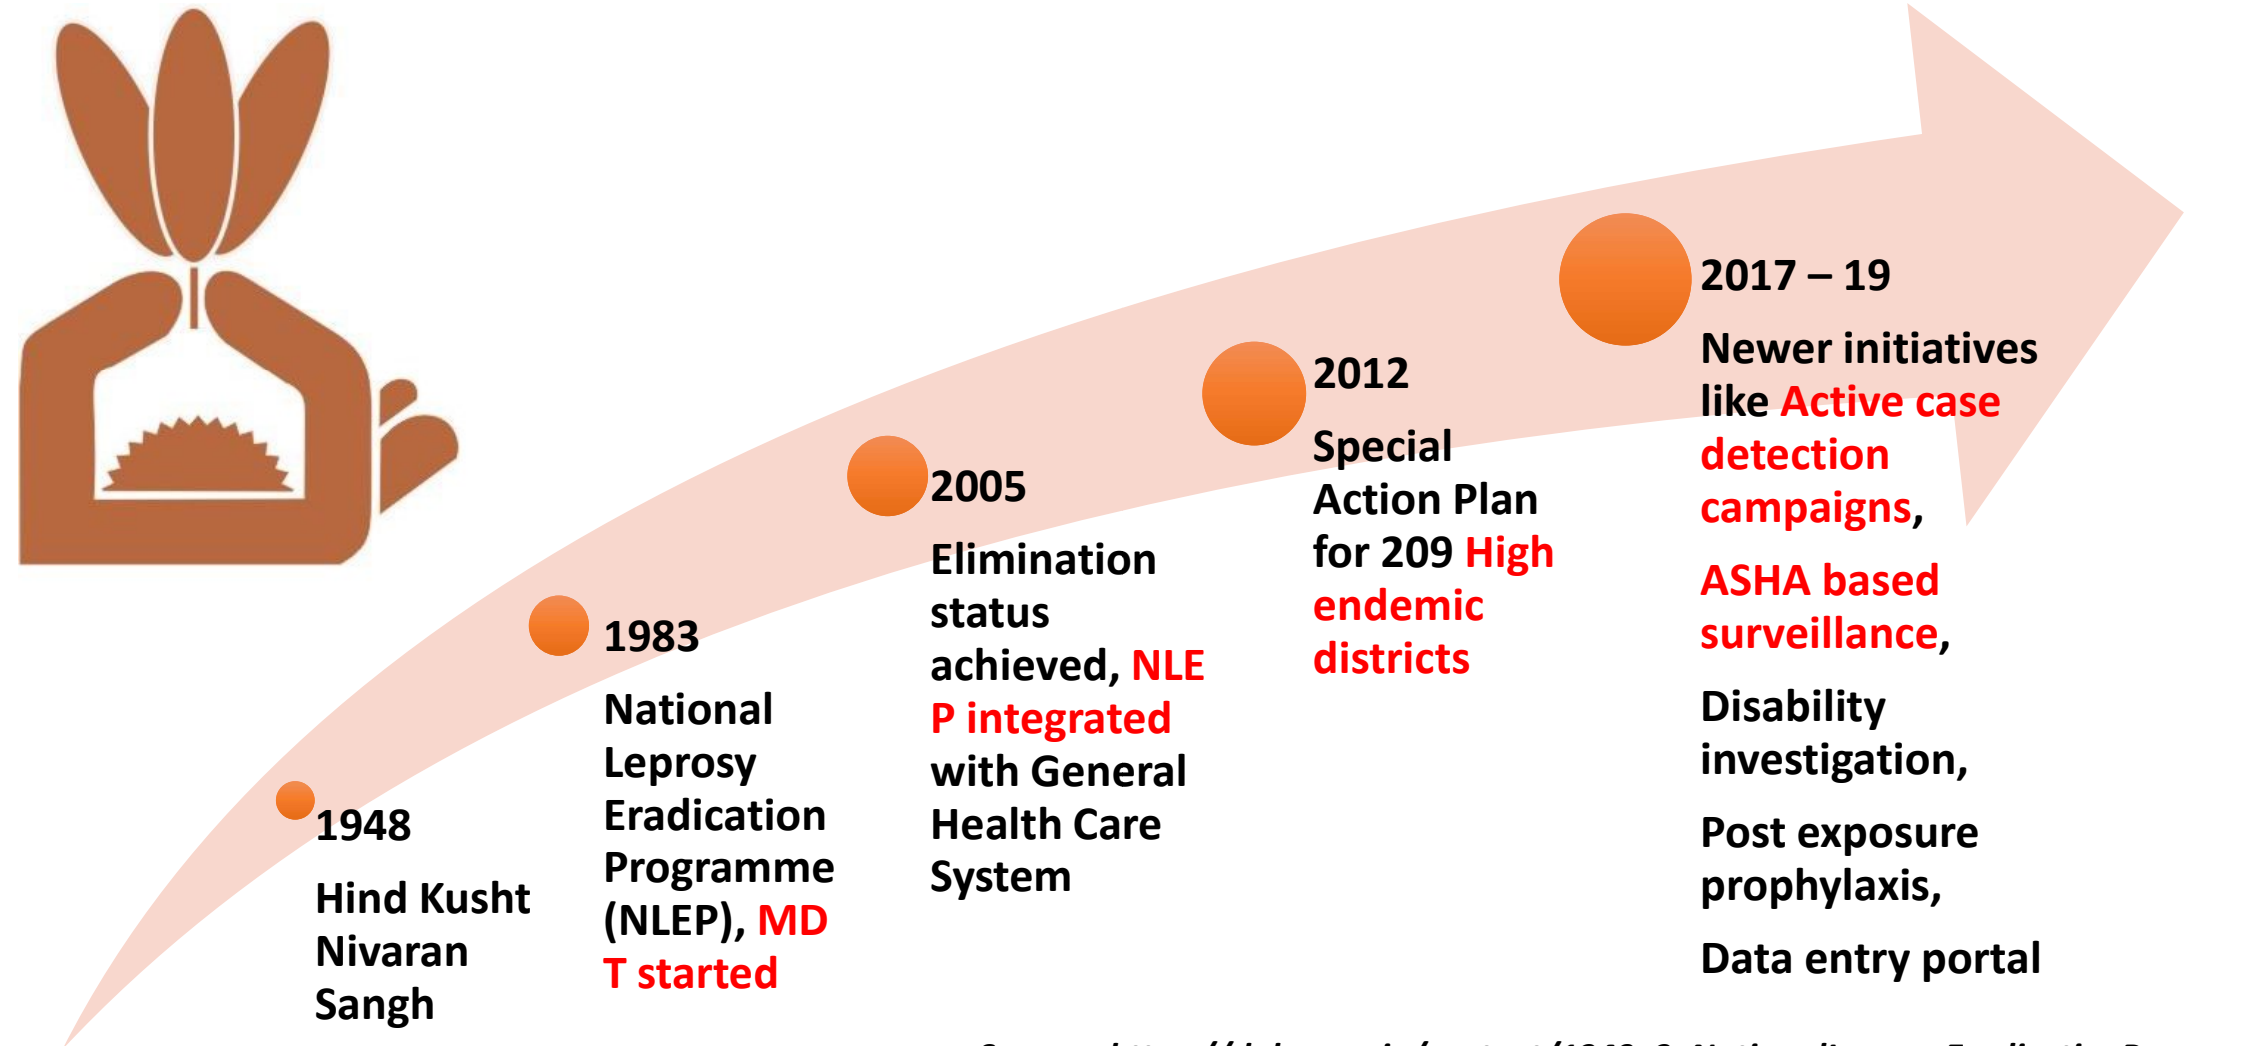 1948
Hind Kusht
Nivaran
Sangh
1983
National
Leprosy
Eradication
Programme
(NLEP), MD
T started
2005
Elimination
status
achieved, NLE
P integrated
with General
Health Care
System
2012
Special
Action Plan
for 209 High
endemic
districts
2017 – 19
Newer initiatives
like Active case
detection
campaigns,
ASHA based
surveillance,
Disability
investigation,
Post exposure
prophylaxis,
Data entry portal